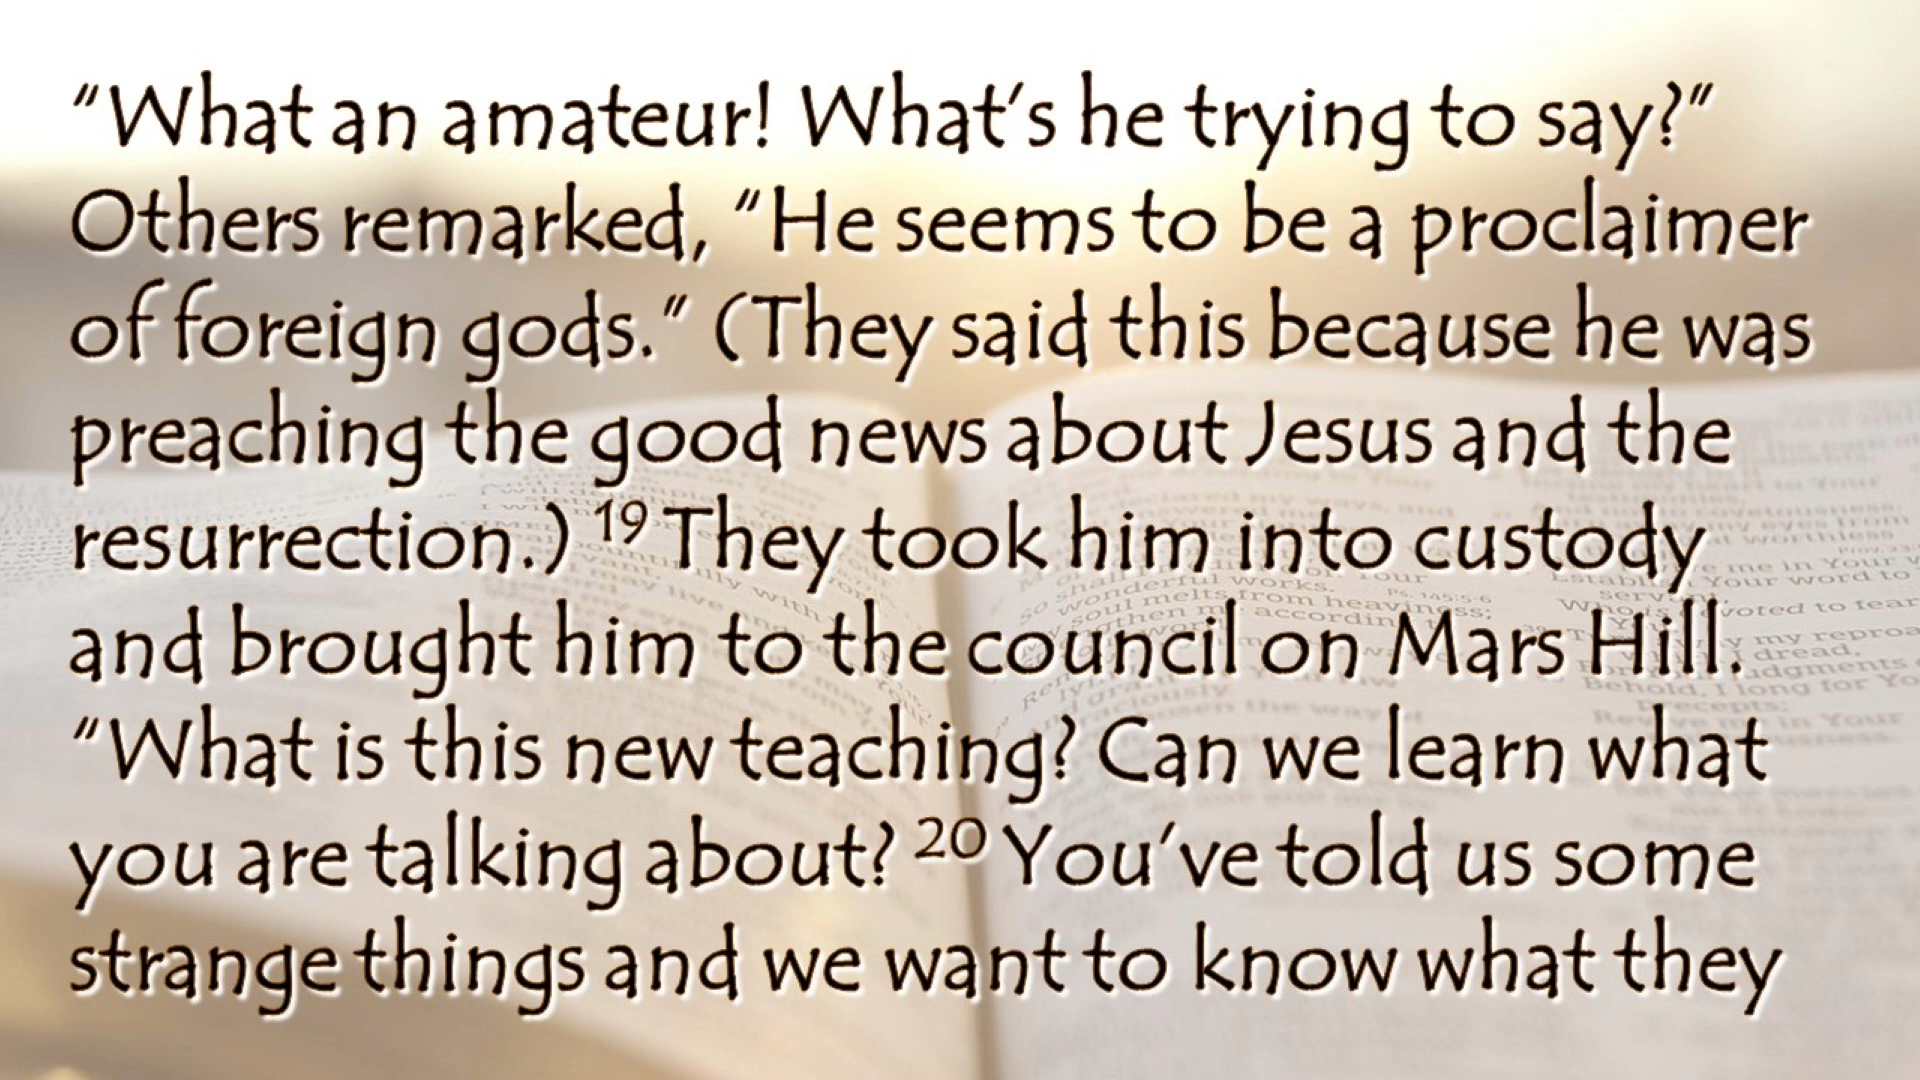 “What an amateur! What’s he trying to say?”
Others remarked, “He seems to be a proclaimer
of foreign gods.” (They said this because he was
preaching the good news about Jesus and the
resurrection.) 19 They took him into custody
and brought him to the council on Mars Hill.
“What is this new teaching? Can we learn what
you are talking about? 20 You’ve told us some
strange things and we want to know what they